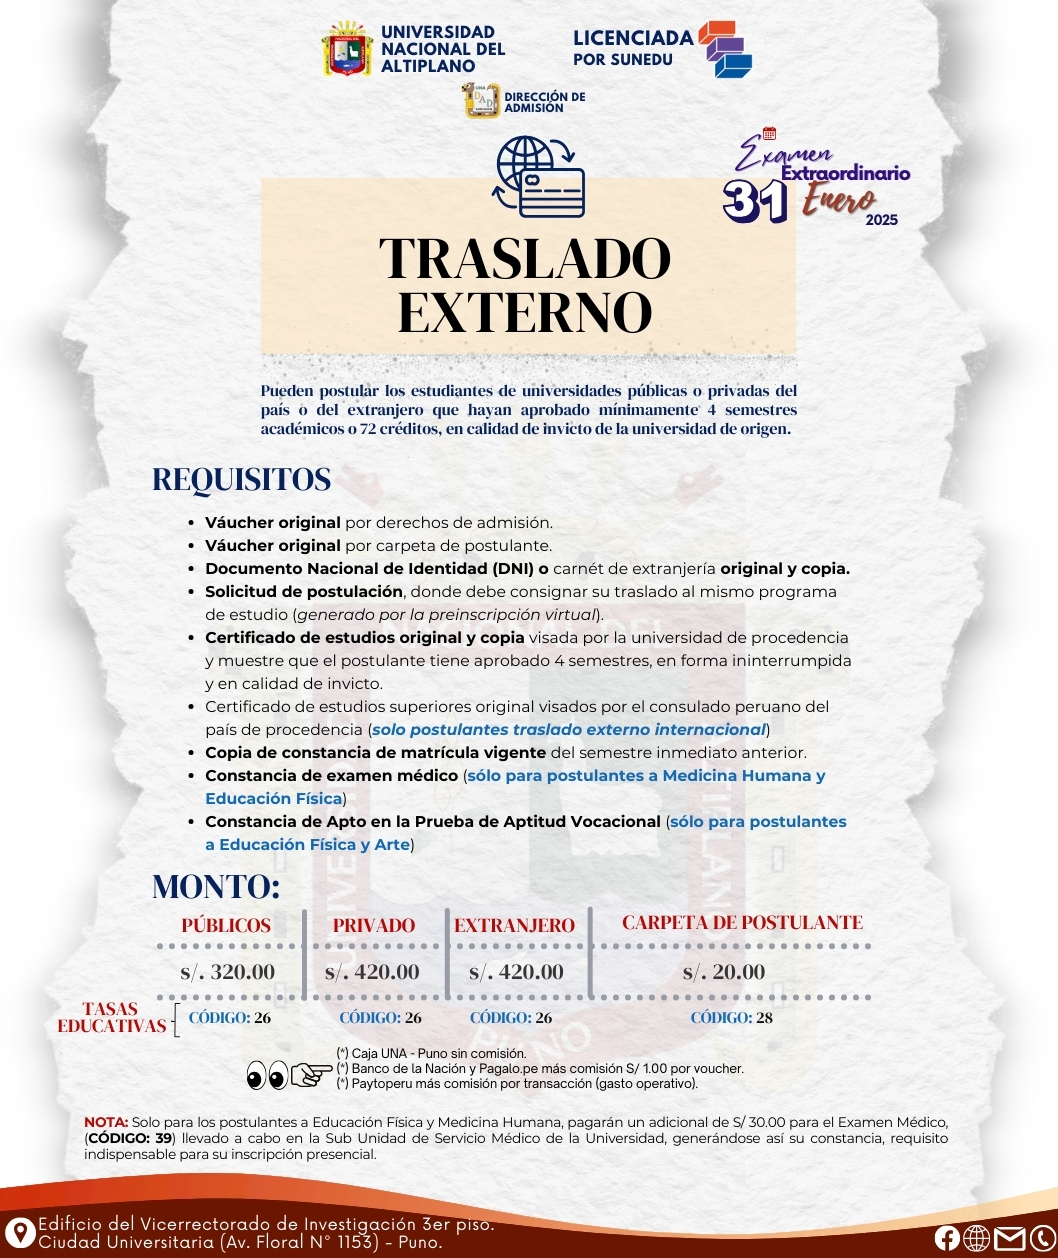 UNIVERSIDAD
NACIONAL DEL
ALTIPLANO
LICENCIADA
POR SUNEDU
DIRECCIÓN DE
ADMISIÓN
Examen
Extraordinario
31 Enero
2025
TRASLADO
EXTERNO
Pueden postular los estudiantes de universidades públicas o privadas del
país o del extranjero que hayan aprobado mínimamente 4 semestres
académicos o 72 créditos, en calidad de invicto de la universidad de origen.
REQUISITOS
• Váucher original por derechos de admisión.
• Váucher original por carpeta de postulante.
• Documento Nacional de Identidad (DNI) o carnét de extranjería original y copia.
• Solicitud de postulación, donde debe consignar su traslado al mismo programa
de estudio (generado por la preinscripción virtual).
• Certificado de estudios original y copia visada por la universidad de procedencia
y muestre que el postulante tiene aprobado 4 semestres, en forma ininterrumpida
y en calidad de invicto.
• Certificado de estudios superiores original visados por el consulado peruano del
país de procedencia (solo postulantes traslado externo internacional)
• Copia de constancia de matrícula vigente del semestre inmediato anterior.
• Constancia de examen médico (sólo para postulantes a Medicina Humana y
Educación Física)
• Constancia de Apto en la Prueba de Aptitud Vocacional (sólo para postulantes
a Educación Física y Arte)
MONTO:
PÚBLICOS PRIVADO EXTRANJERO CARPETA DE POSTULANTE
s/. 320.00 s/. 420.00 s/. 420.00 s/. 20.00
TASAS
EDUCATIVAS
CÓDIGO: 26 CÓDIGO: 26 CÓDIGO: 26 CÓDIGO: 28
(*) Caja UNA - Puno sin comisión.
(*) Banco de la Nación y Pagalo.pe más comisión S/ 1.00 por voucher.
(*) Paytoperu más comisión por transacción (gasto operativo).
NOTA: Solo para los postulantes a Educación Física y Medicina Humana, pagarán un adicional de S/ 30.00 para el Examen Médico,
(CÓDIGO: 39) llevado a cabo en la Sub Unidad de Servicio Médico de la Universidad, generándose así su constancia, requisito
indispensable para su inscripción presencial.
Edificio del Vicerrectorado de Investigación 3er piso.
Ciudad Universitaria (Av. Floral N° 1153) - Puno.